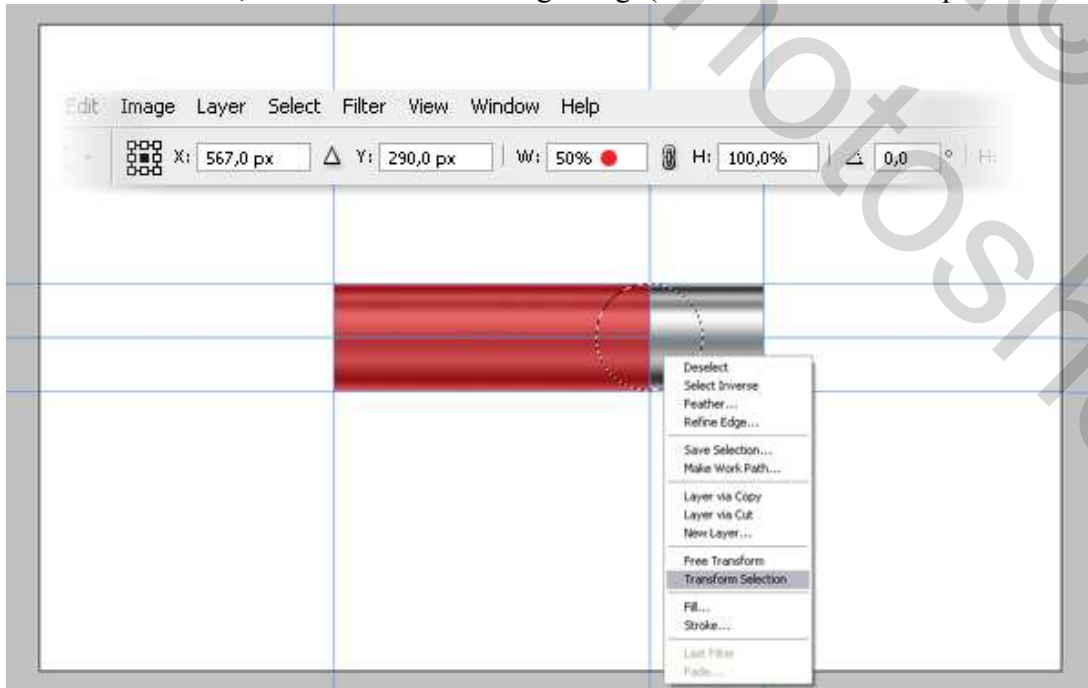 Edit Image Layer Select Filter View Window Help
X: 567,0 px Y: 290,0 px W: 50% H: 100,0% 0,0 ° H:
Deselect
Select Inverse
Feather...
Refine Edge...
Save Selection...
Make Work Path...
Layer via Copy
Layer via Cut
New Layer...
Free Transform
Transform Selection
Fill...
Stroke...
Last Filter
Fade...